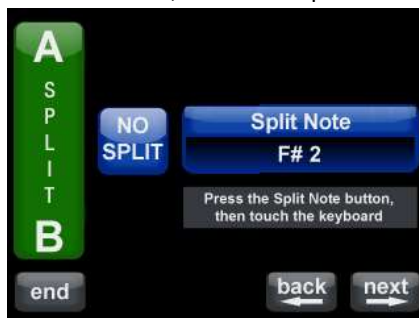 A
S
P
L
I
T
B
NO
SPLIT
Split Note
F# 2
Press the Split Note button,
then touch the keyboard
end
back
next